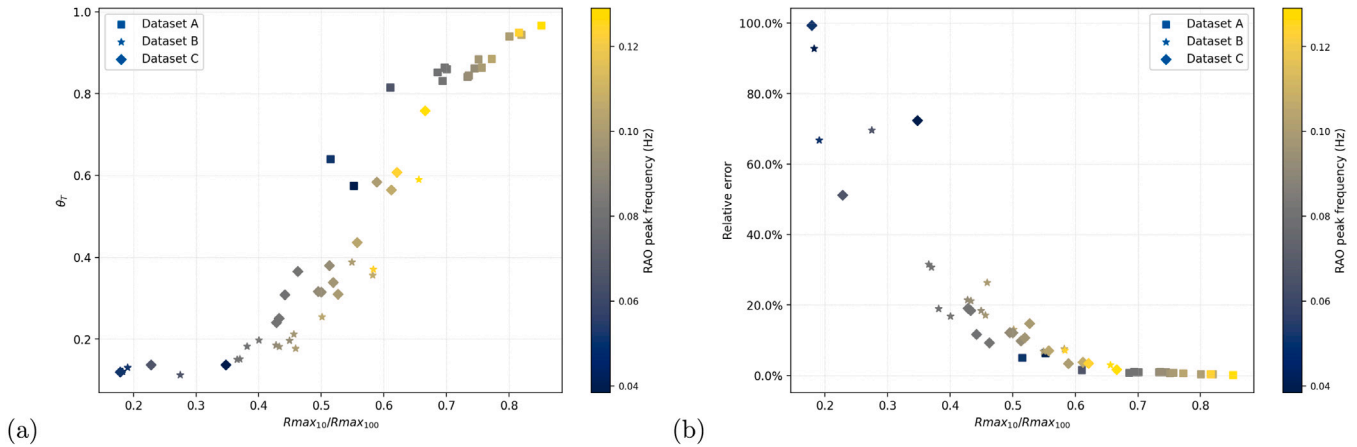 1.0
0.8
0.6
0.4
0.2
θ_T
Dataset A
Dataset B
Dataset C
0.2 0.3 0.4 0.5 0.6 0.7 0.8
Rmax₁₀/Rmax₁₀₀
0.12
0.10
0.08
0.06
0.04
RAO peak frequency (Hz)
(a)
100.0%
80.0%
60.0%
40.0%
20.0%
0.0%
Relative error
Dataset A
Dataset B
Dataset C
0.2 0.3 0.4 0.5 0.6 0.7 0.8
Rmax₁₀/Rmax₁₀₀
0.12
0.10
0.08
0.06
0.04
RAO peak frequency (Hz)
(b)